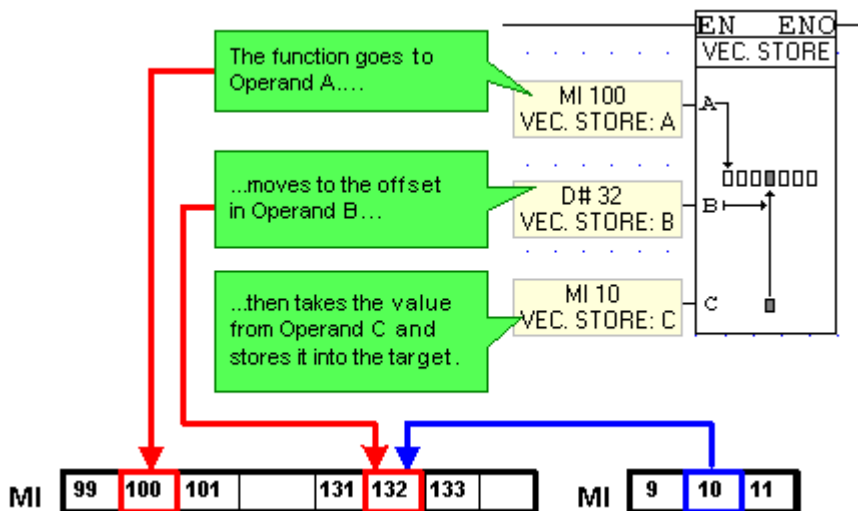 EN ENO
VEC. STORE
The function goes to
Operand A....
MI 100
VEC. STORE: A
A
...moves to the offset
in Operand B...
D# 32
VEC. STORE: B
B
...then takes the value
from Operand C and
stores it into the target.
MI 10
VEC. STORE: C
C
MI 99 100 101 131 132 133
MI 9 10 11